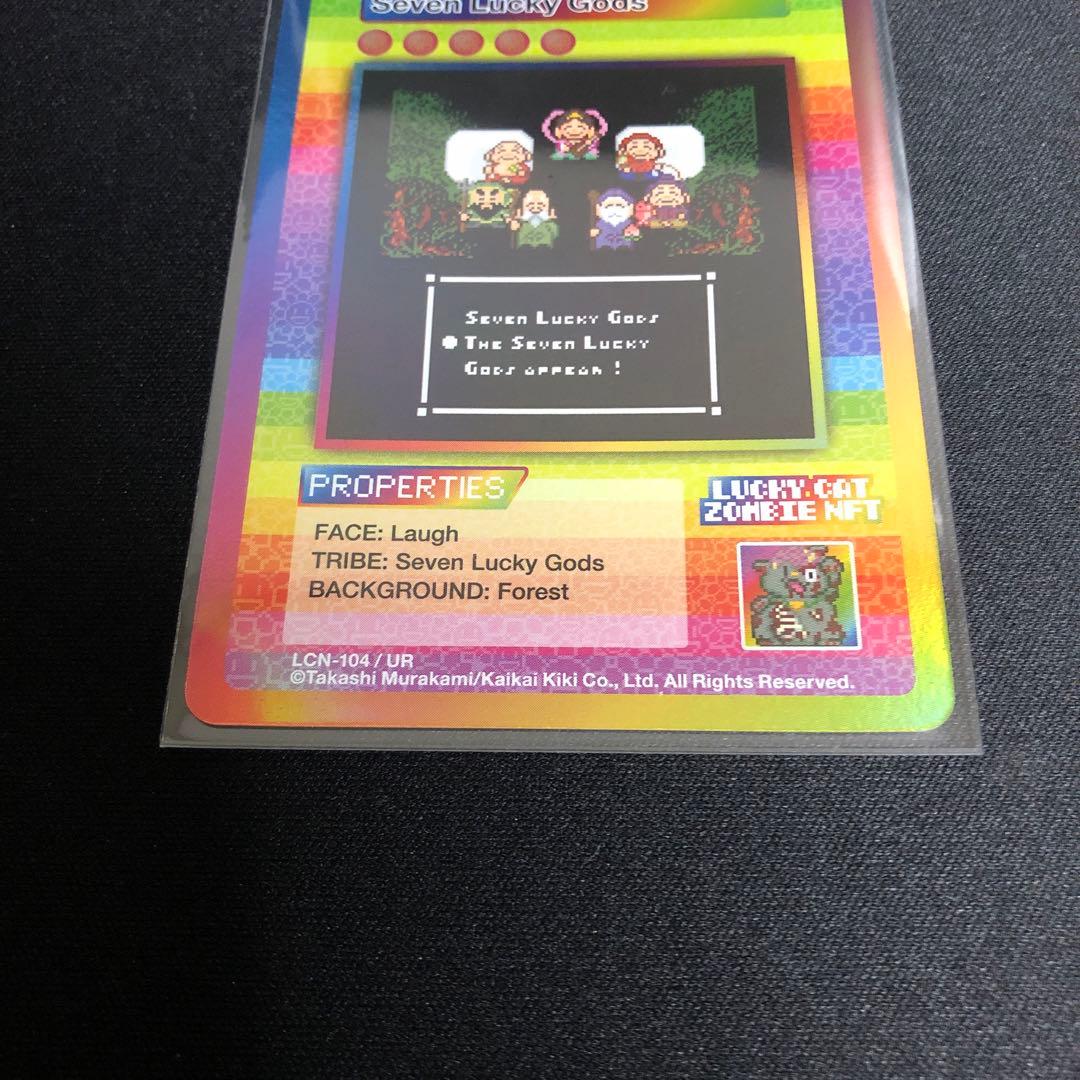 Seven Lucky Gods
Seven Lucky Gods
The Seven Lucky
Gods appear !
PROPERTIES
FACE: Laugh
TRIBE: Seven Lucky Gods
BACKGROUND: Forest
LUCKY CAT
ZOMBIE NFT
LCN-104 / UR
©Takashi Murakami/Kaikai Kiki Co., Ltd. All Rights Reserved.